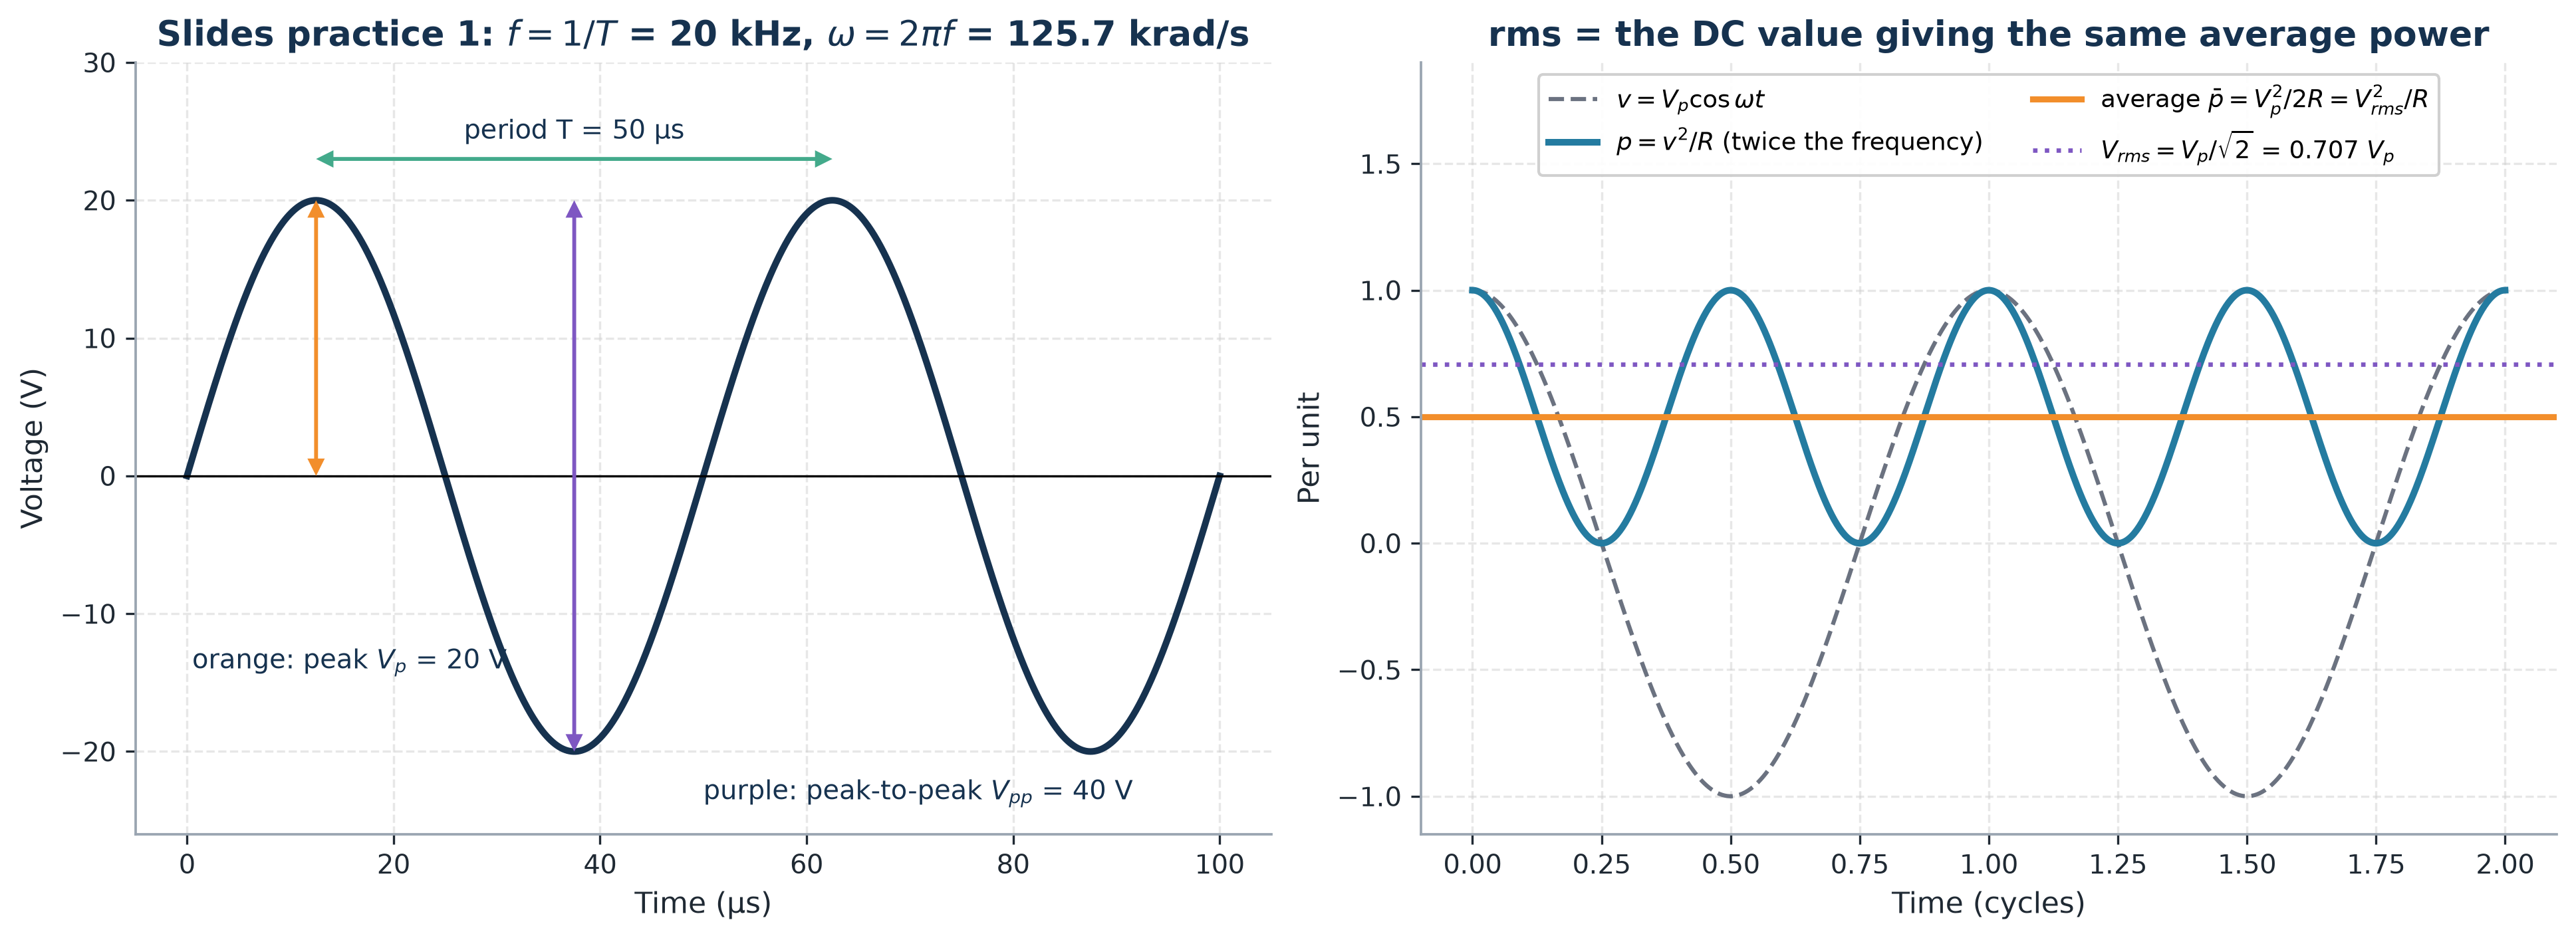 Slides practice 1: f = 1/T = 20 kHz, ω = 2πf = 125.7 krad/s
30
20
10
0
−10
−20
Voltage (V)
period T = 50 µs
orange: peak Vp = 20 V
purple: peak-to-peak Vpp = 40 V
0 20 40 60 80 100
Time (µs)
rms = the DC value giving the same average power
v = Vp cos ωt
p = v²/R (twice the frequency)
average p̄ = Vp²/2R = Vrms²/R
Vrms = Vp/√2 = 0.707 Vp
1.5
1.0
0.5
0.0
−0.5
−1.0
Per unit
0.00 0.25 0.50 0.75 1.00 1.25 1.50 1.75 2.00
Time (cycles)